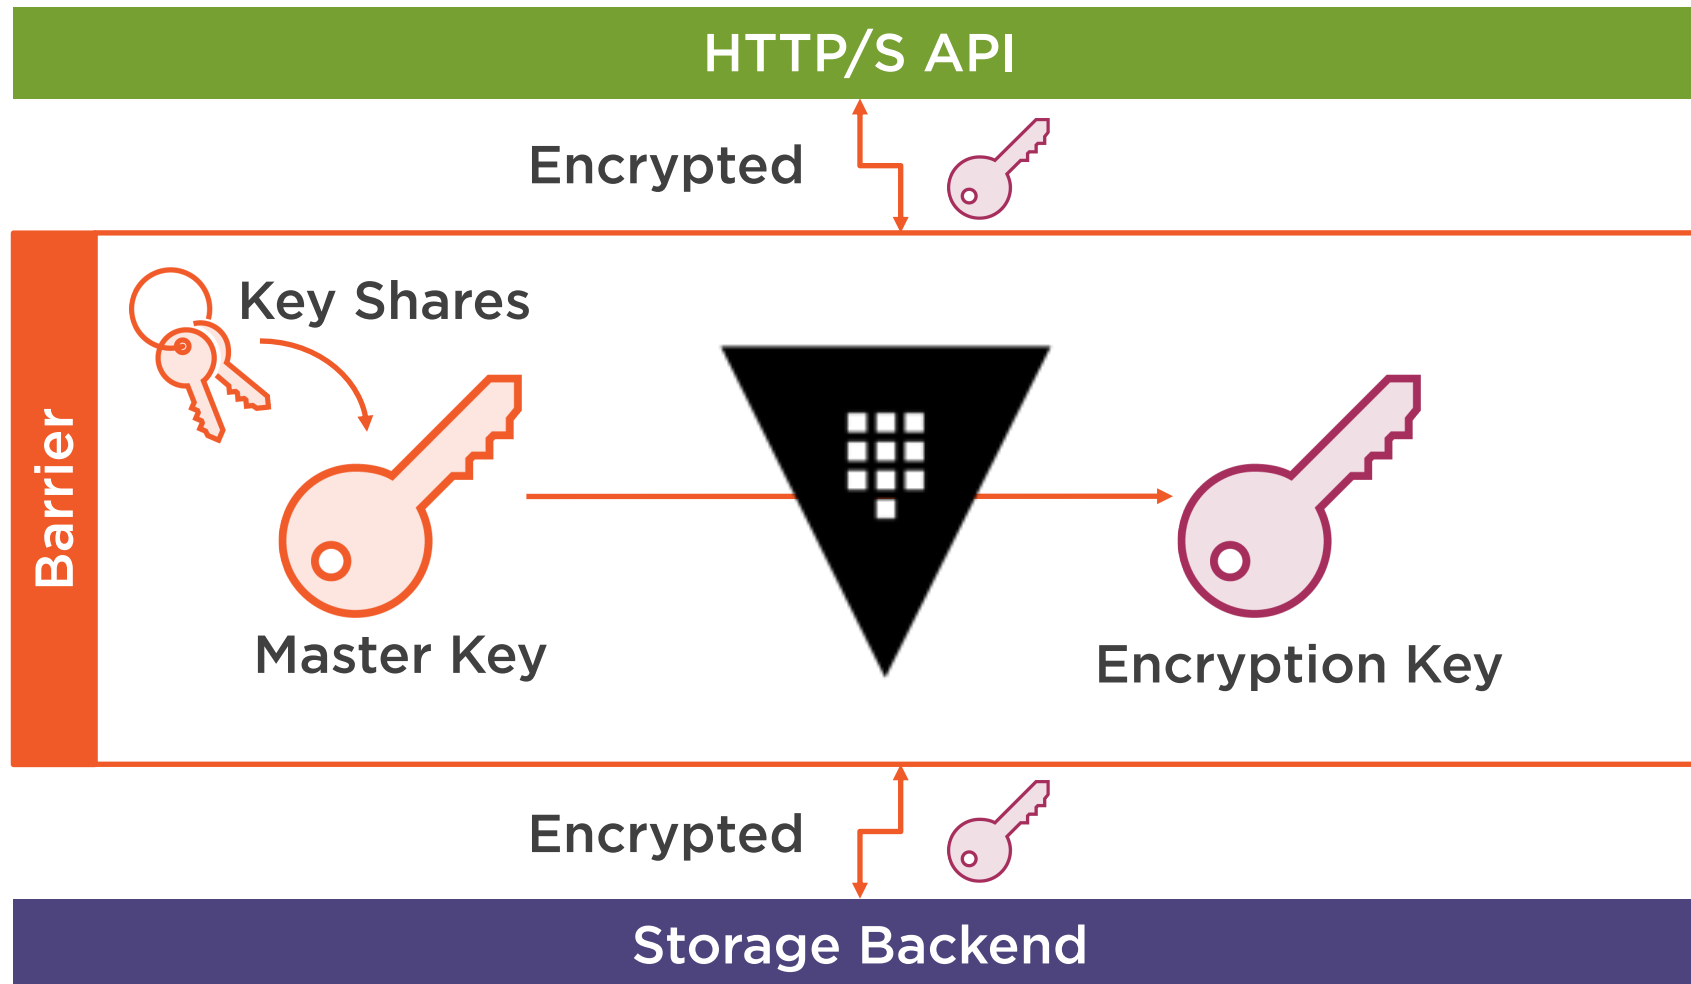 HTTP/S API
Encrypted
Key Shares
Barrier
Master Key
Encryption Key
Encrypted
Storage Backend